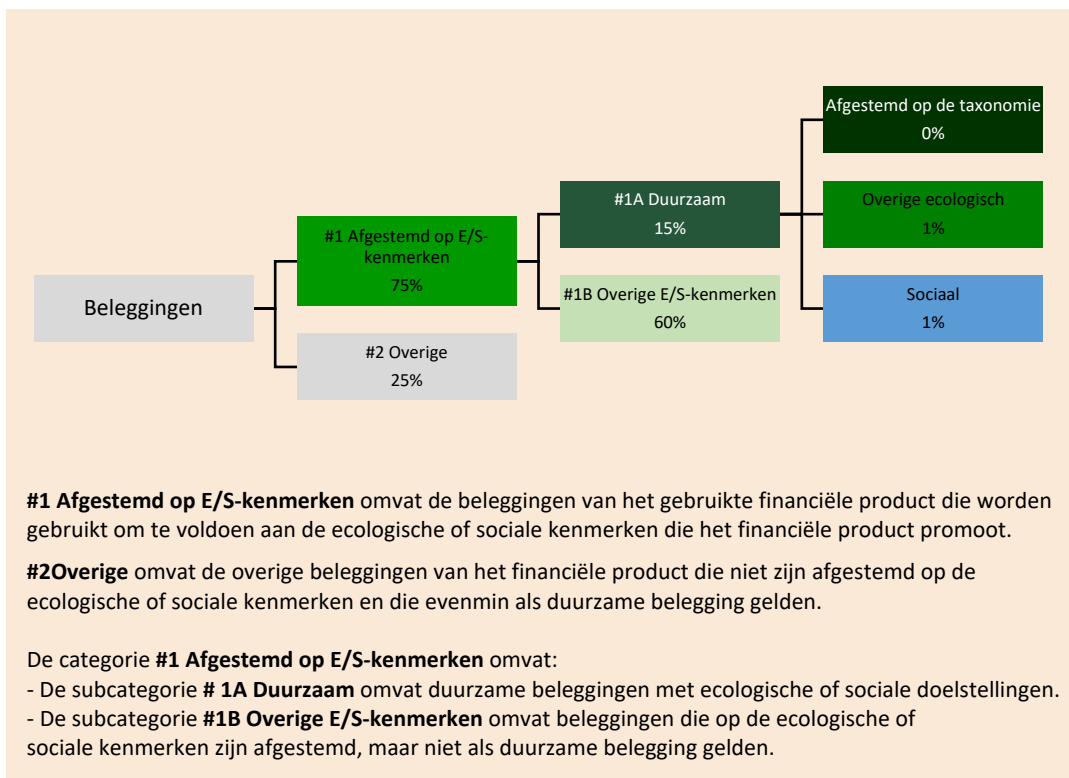 Afgestemd op de taxonomie
0%
#1A Duurzaam
15%
Overige ecologisch
1%
#1 Afgestemd op E/S-
kenmerken
75%
Beleggingen
#1B Overige E/S-kenmerken
60%
Sociaal
1%
#2 Overige
25%
#1 Afgestemd op E/S-kenmerken omvat de beleggingen van het gebruikte financiële product die worden
gebruikt om te voldoen aan de ecologische of sociale kenmerken die het financiële product promoot.
#2Overige omvat de overige beleggingen van het financiële product die niet zijn afgestemd op de
ecologische of sociale kenmerken en die evenmin als duurzame belegging gelden.
De categorie #1 Afgestemd op E/S-kenmerken omvat:
- De subcategorie # 1A Duurzaam omvat duurzame beleggingen met ecologische of sociale doelstellingen.
- De subcategorie #1B Overige E/S-kenmerken omvat beleggingen die op de ecologische of
sociale kenmerken zijn afgestemd, maar niet als duurzame belegging gelden.